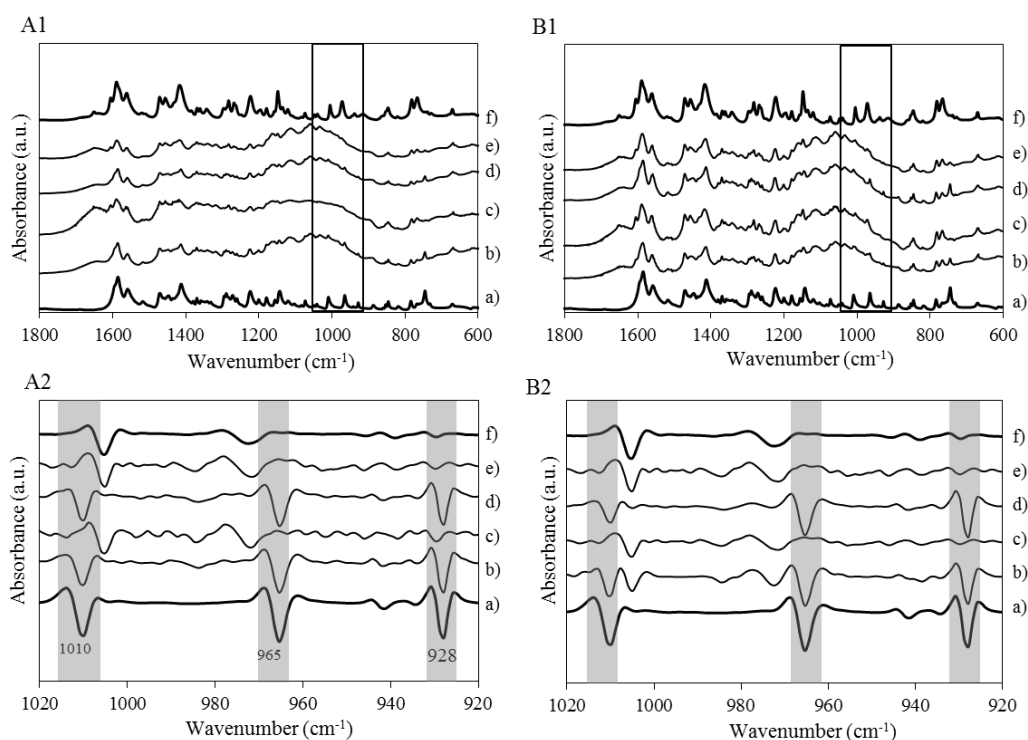 A1
Absorbance (a.u.)
f)
e)
d)
c)
b)
a)
1800 1600 1400 1200 1000 800 600
Wavenumber (cm-1)
B1
Absorbance (a.u.)
f)
e)
d)
c)
b)
a)
1800 1600 1400 1200 1000 800 600
Wavenumber (cm-1)
A2
Absorbance (a.u.)
f)
e)
d)
c)
b)
a)
1010 965 928
1020 1000 980 960 940 920
Wavenumber (cm-1)
B2
Absorbance (a.u.)
f)
e)
d)
c)
b)
a)
1020 1000 980 960 940 920
Wavenumber (cm-1)